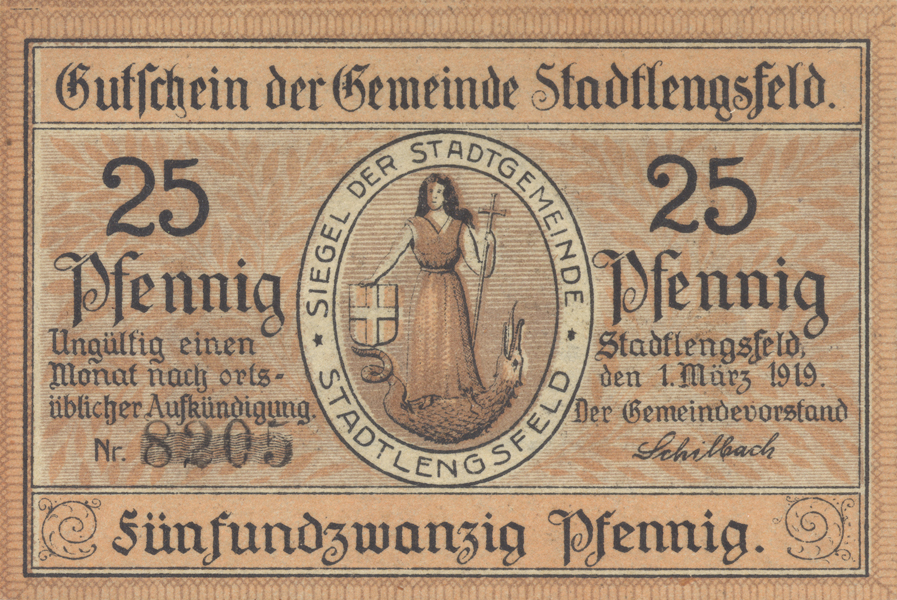 Gutschein der Gemeinde Stadtlengsfeld.
25
Pfennig
Ungültig einen
Monat nach orts-
üblicher Aufkündigung.
Nr. 8205
SIEGEL DER STADTGEMEINDE
* STADTLENGSFELD *
25
Pfennig
Stadtlengsfeld,
den 1. März 1919.
Der Gemeindevorstand
Schilbach
Fünfundzwanzig Pfennig.